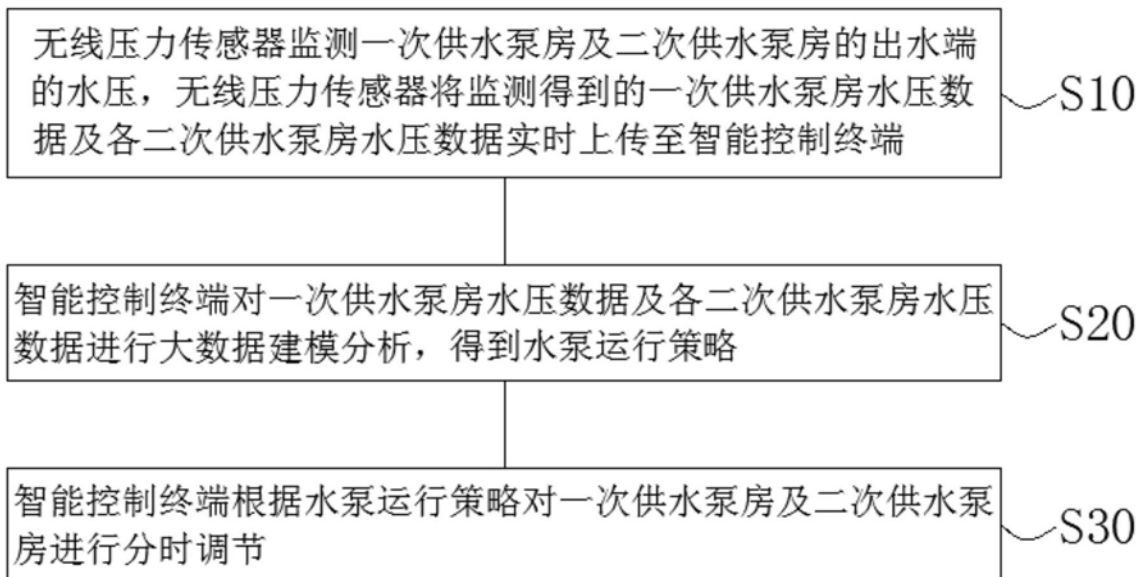 无线压力传感器监测一次供水泵房及二次供水泵房的出水端
的水压，无线压力传感器将监测得到的一次供水泵房水压数
据及各二次供水泵房水压数据实时上传至智能控制终端
S10
智能控制终端对一次供水泵房水压数据及各二次供水泵房水压
数据进行大数据建模分析，得到水泵运行策略
S20
智能控制终端根据水泵运行策略对一次供水泵房及二次供水泵
房进行分时调节
S30